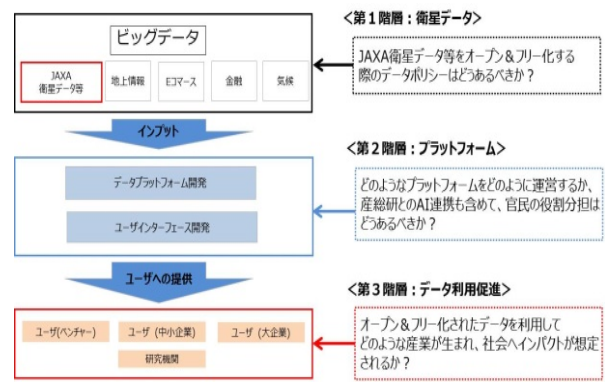 <第1階層:衛星データ>
ビッグデータ
JAXA
衛星データ等
地上情報
Eコマース
金融
気候
JAXA衛星データ等をオープン&フリー化する
際のデータポリシーはどうあるべきか?
インプット
<第2階層:プラットフォーム>
データプラットフォーム開発
ユーザインターフェース開発
どのようなプラットフォームをどのように運営するか、
産総研とのAI連携も含めて、官民の役割分担は
どうあるべきか?
ユーザへの提供
<第3階層:データ利用促進>
ユーザ(ベンチャー)
ユーザ (中小企業)
ユーザ (大企業)
研究機関
オープン&フリー化されたデータを利用して
どのような産業が生まれ、社会へインパクトが想定
されるか?